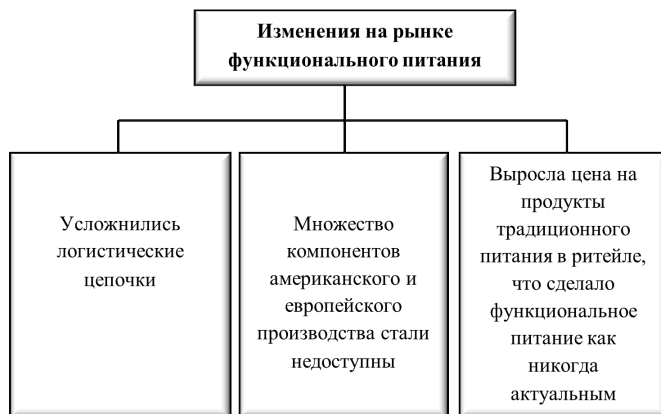 Изменения на рынке
функционального питания
Усложнились
логистические
цепочки
Множество
компонентов
американского и
европейского
производства стали
недоступны
Выросла цена на
продукты
традиционного
питания в ритейле,
что сделало
функциональное
питание как
никогда
актуальным